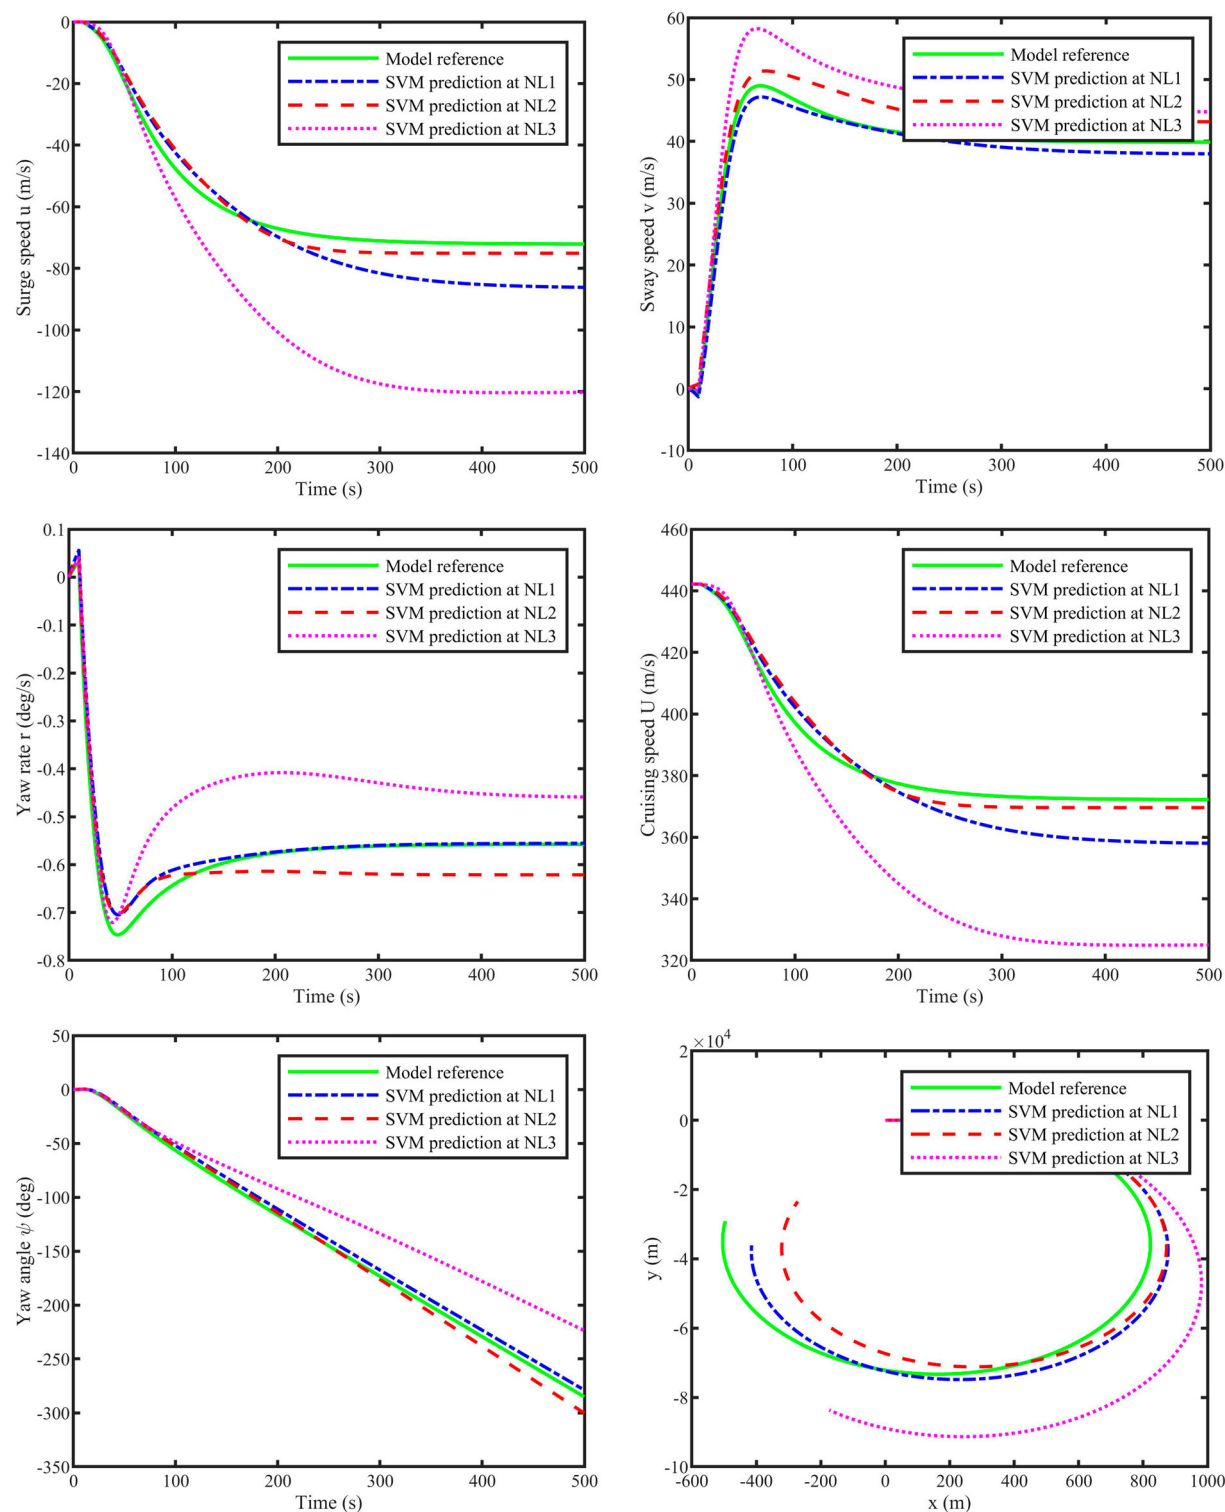 0
-20
-40
-60
-80
-100
-120
-140
0
100
200
300
400
500
Surge speed u (m/s)
Time (s)
Model reference
SVM prediction at NL1
SVM prediction at NL2
SVM prediction at NL3
60
50
40
30
20
10
0
-10
0
100
200
300
400
500
Sway speed v (m/s)
Time (s)
Model reference
SVM prediction at NL1
SVM prediction at NL2
SVM prediction at NL3
0.1
0
-0.1
-0.2
-0.3
-0.4
-0.5
-0.6
-0.7
-0.8
0
100
200
300
400
500
Yaw rate r (deg/s)
Time (s)
Model reference
SVM prediction at NL1
SVM prediction at NL2
SVM prediction at NL3
460
440
420
400
380
360
340
320
0
100
200
300
400
500
Cruising speed U (m/s)
Time (s)
Model reference
SVM prediction at NL1
SVM prediction at NL2
SVM prediction at NL3
50
0
-50
-100
-150
-200
-250
-300
-350
0
100
200
300
400
500
Yaw angle ψ (deg)
Time (s)
Model reference
SVM prediction at NL1
SVM prediction at NL2
SVM prediction at NL3
×10⁴
2
0
-2
-4
-6
-8
-10
-600
-400
-200
0
200
400
600
800
1000
y (m)
x (m)
Model reference
SVM prediction at NL1
SVM prediction at NL2
SVM prediction at NL3